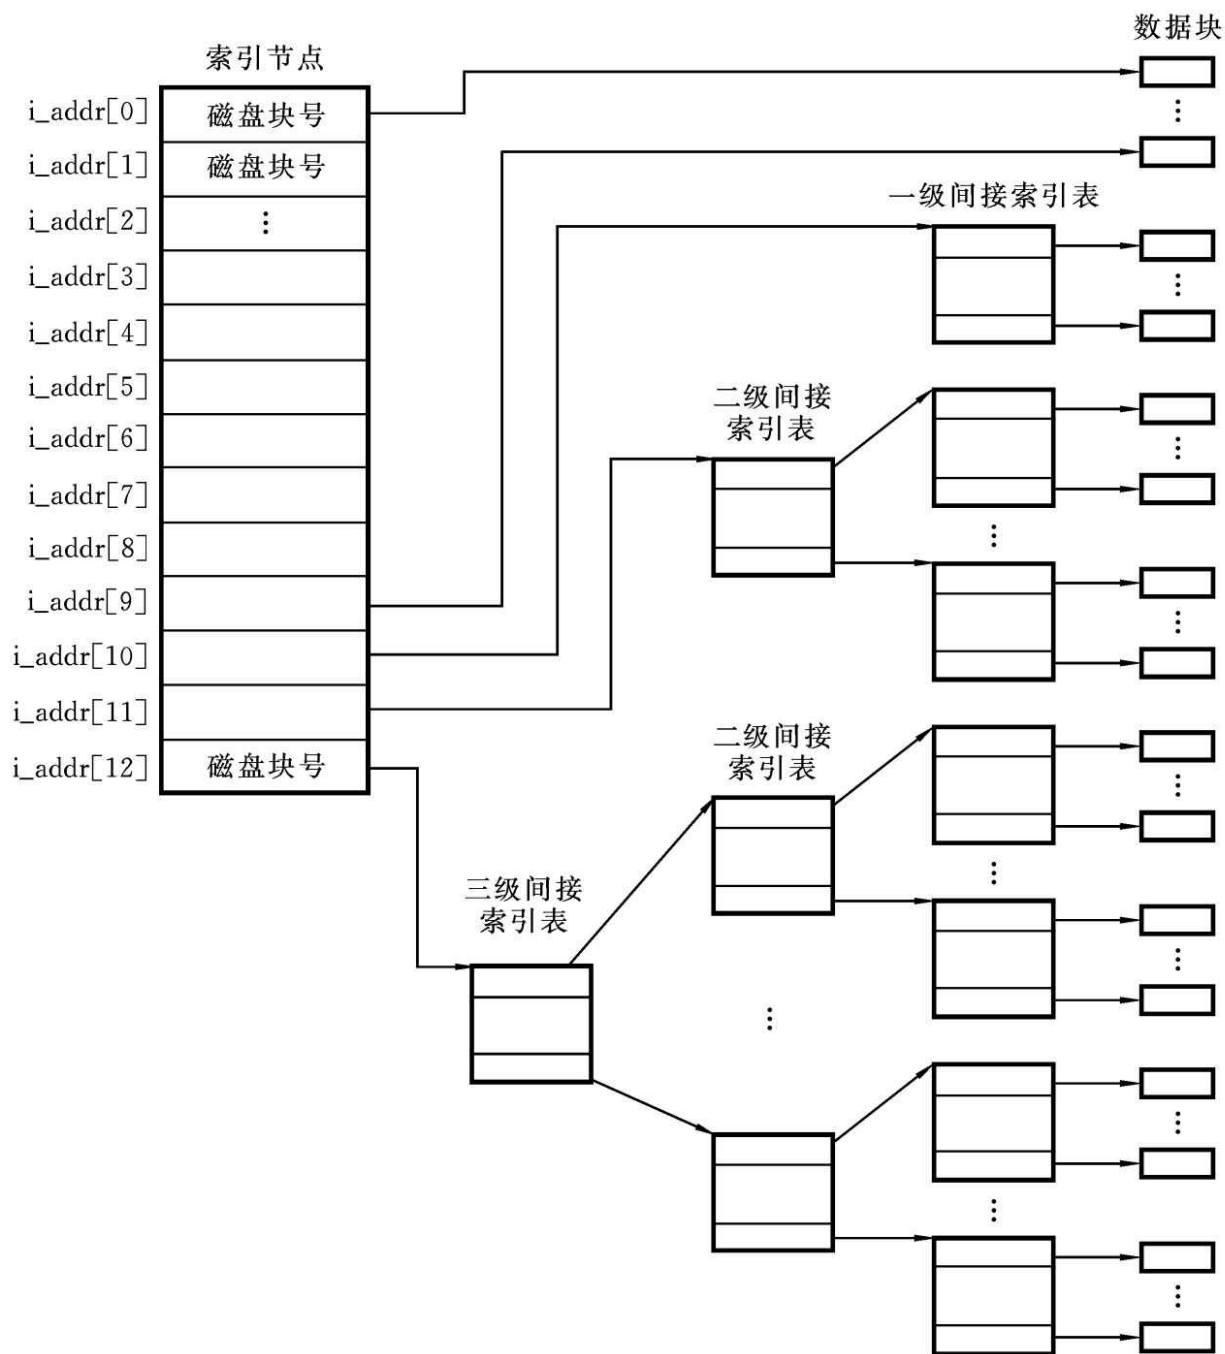 数据块
索引节点
i_addr[0]
磁盘块号
i_addr[1]
磁盘块号
一级间接索引表
i_addr[2]
i_addr[3]
i_addr[4]
i_addr[5]
二级间接
索引表
i_addr[6]
i_addr[7]
i_addr[8]
i_addr[9]
i_addr[10]
i_addr[11]
二级间接
索引表
i_addr[12]
磁盘块号
三级间接
索引表